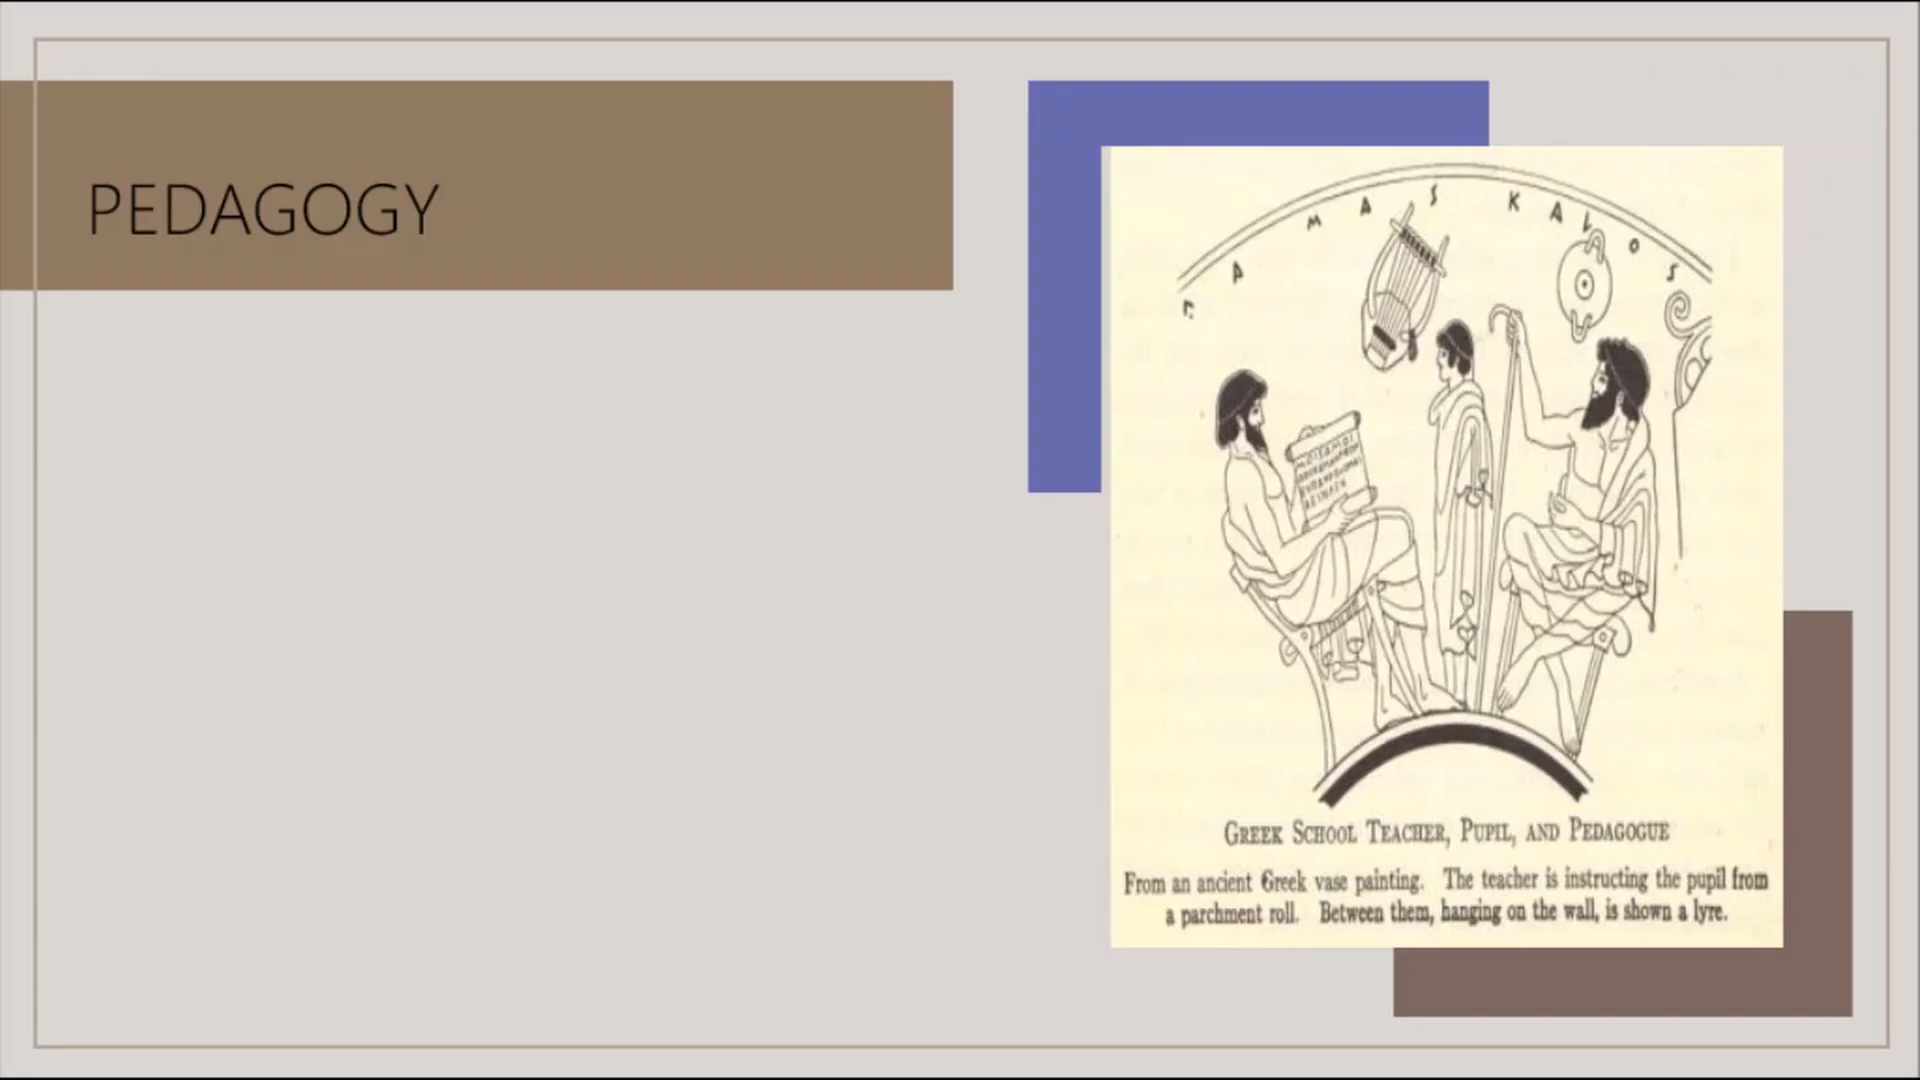 PEDAGOGY
GREEK SCHOOL TEACHER, PUPIL, AND PEDAGOGUE
From an ancient Greek vase painting. The teacher is instructing the pupil from
a parchment roll. Between them, hanging on the wall, is shown a lyre.